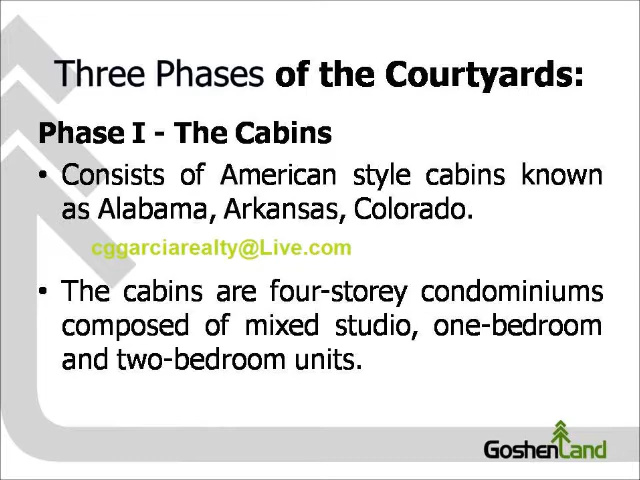 Three Phases of the Courtyards:
Phase I - The Cabins
• Consists of American style cabins known
as Alabama, Arkansas, Colorado.
cggarciarealty@Live.com
• The cabins are four-storey condominiums
composed of mixed studio, one-bedroom
and two-bedroom units.
GoshenLand